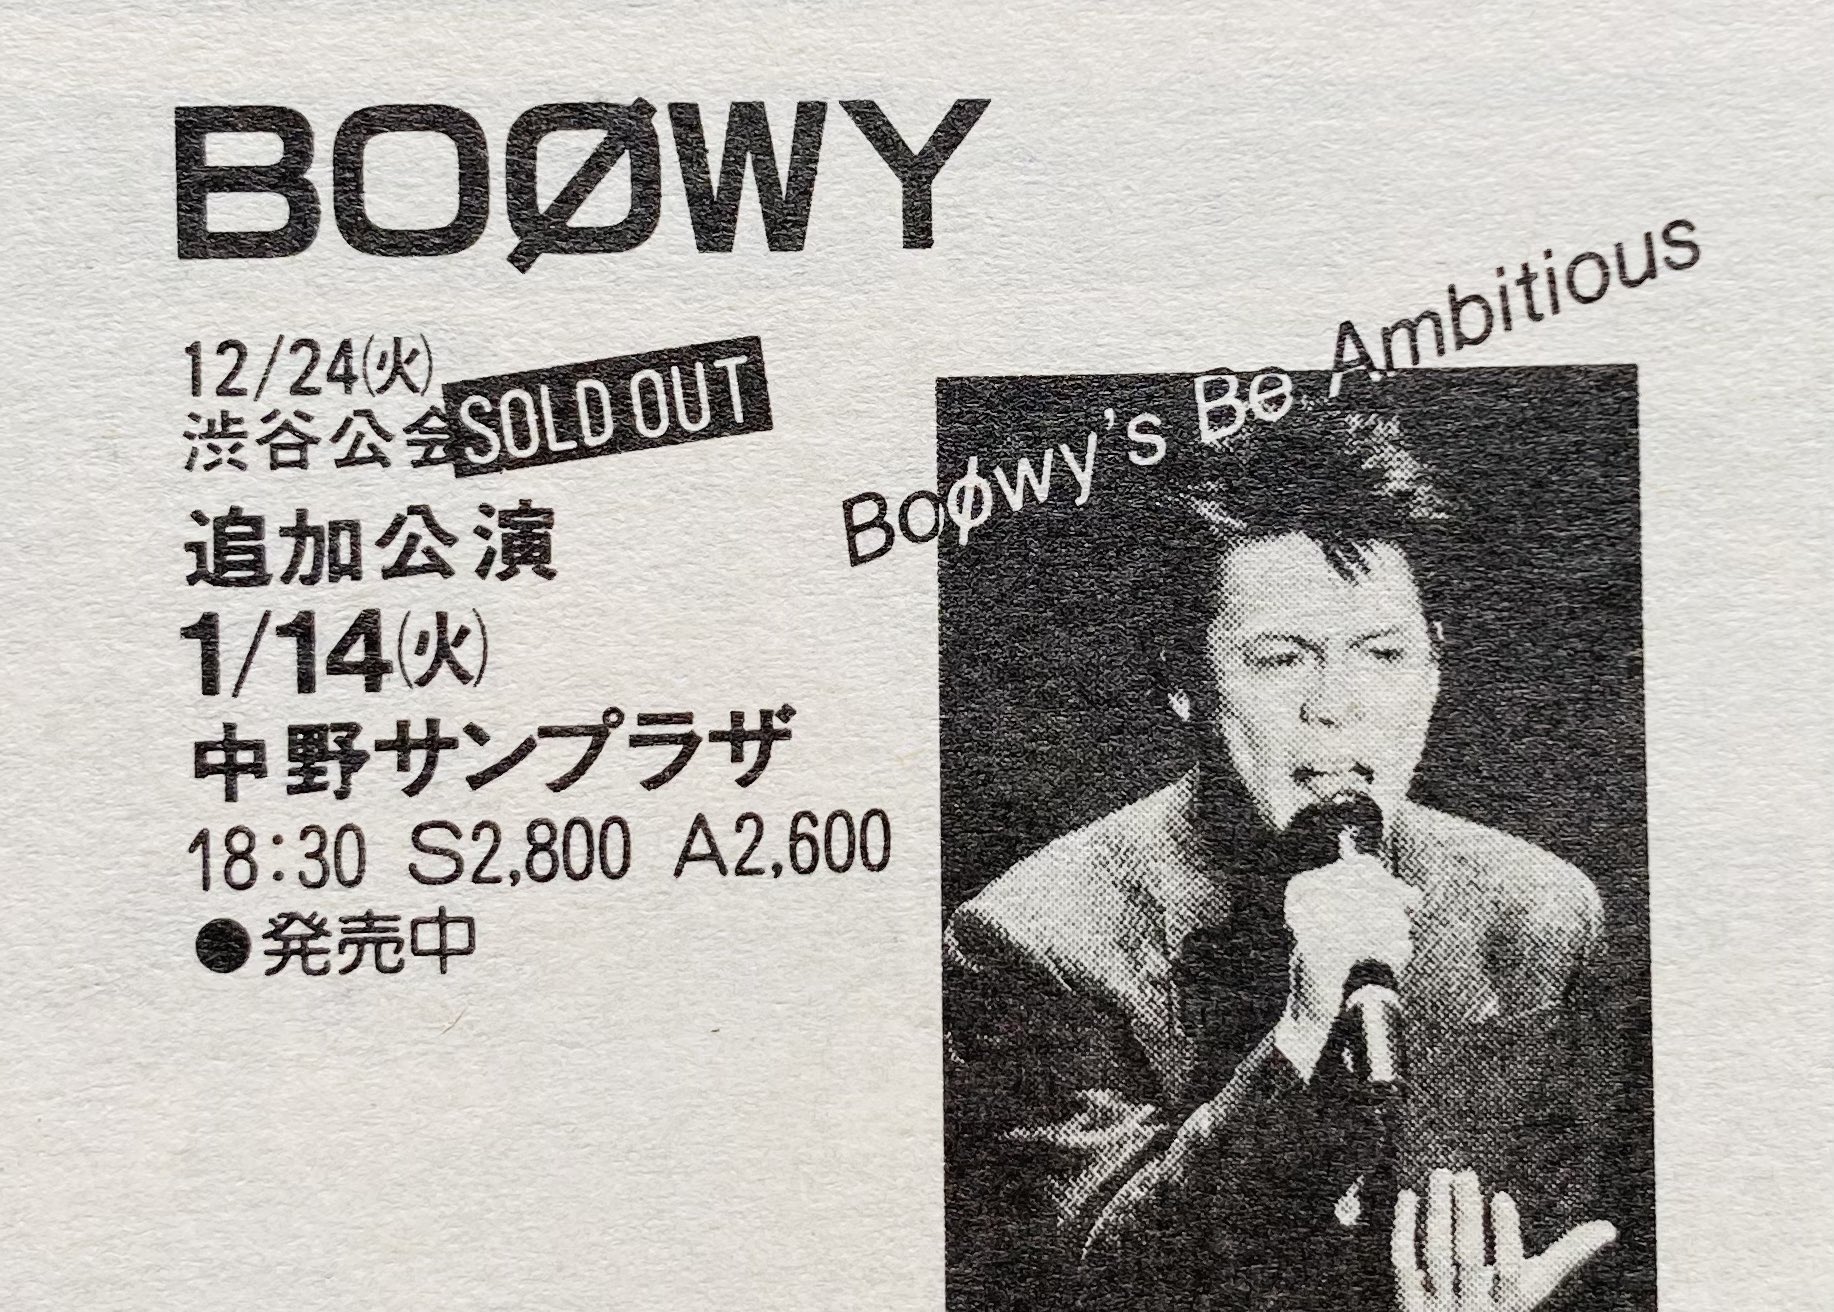 BOØWY
12/24(火)
渋谷公会
SOLD OUT
追加公演
1/14(火)
中野サンプラザ
18:30 S2,800 A2,600
●発売中
Boøwy's Be Ambitious